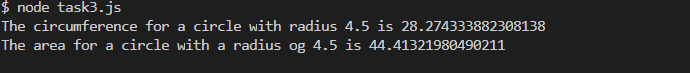 $ node task3.js
The circumference for a circle with radius 4.5 is 28.274333882308138
The area for a circle with a radius og 4.5 is 44.41321980490211